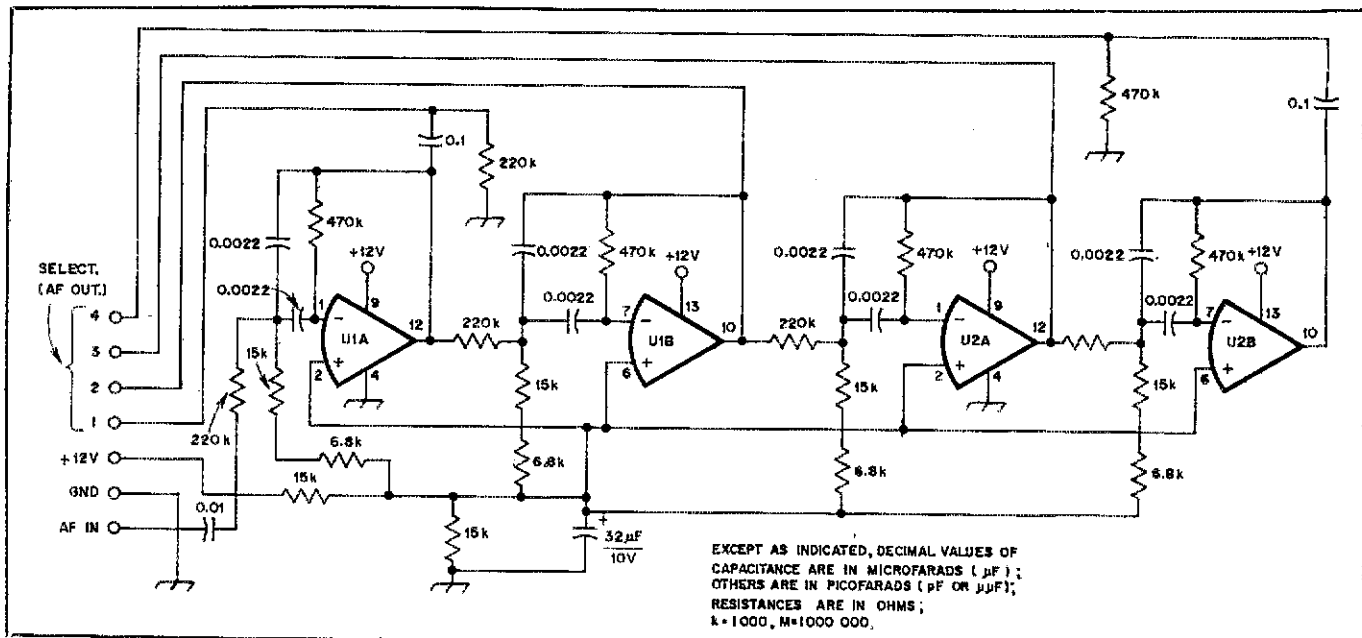 470k
0.1
0.1
220k
470k
0.0022
+12V
0.0022
1
9
12
U1A
2
4
220k
0.0022
470k
+12V
0.0022
7
13
10
U1B
6
220k
0.0022
470k
+12V
0.0022
1
9
12
U2A
2
4
0.0022
470k
+12V
0.0022
7
13
10
U2B
6
SELECT.
(AF OUT.)
4
3
2
1
+12V
GND
AF IN
15k
220k
6.8k
15k
0.01
15k
15k
6.8k
15k
6.8k
15k
6.8k
+
32μF
10V
EXCEPT AS INDICATED, DECIMAL VALUES OF
CAPACITANCE ARE IN MICROFARADS ( μF ) ;
OTHERS ARE IN PICOFARADS ( pF OR μμF);
RESISTANCES ARE IN OHMS ;
k=1000, M=1000 000.